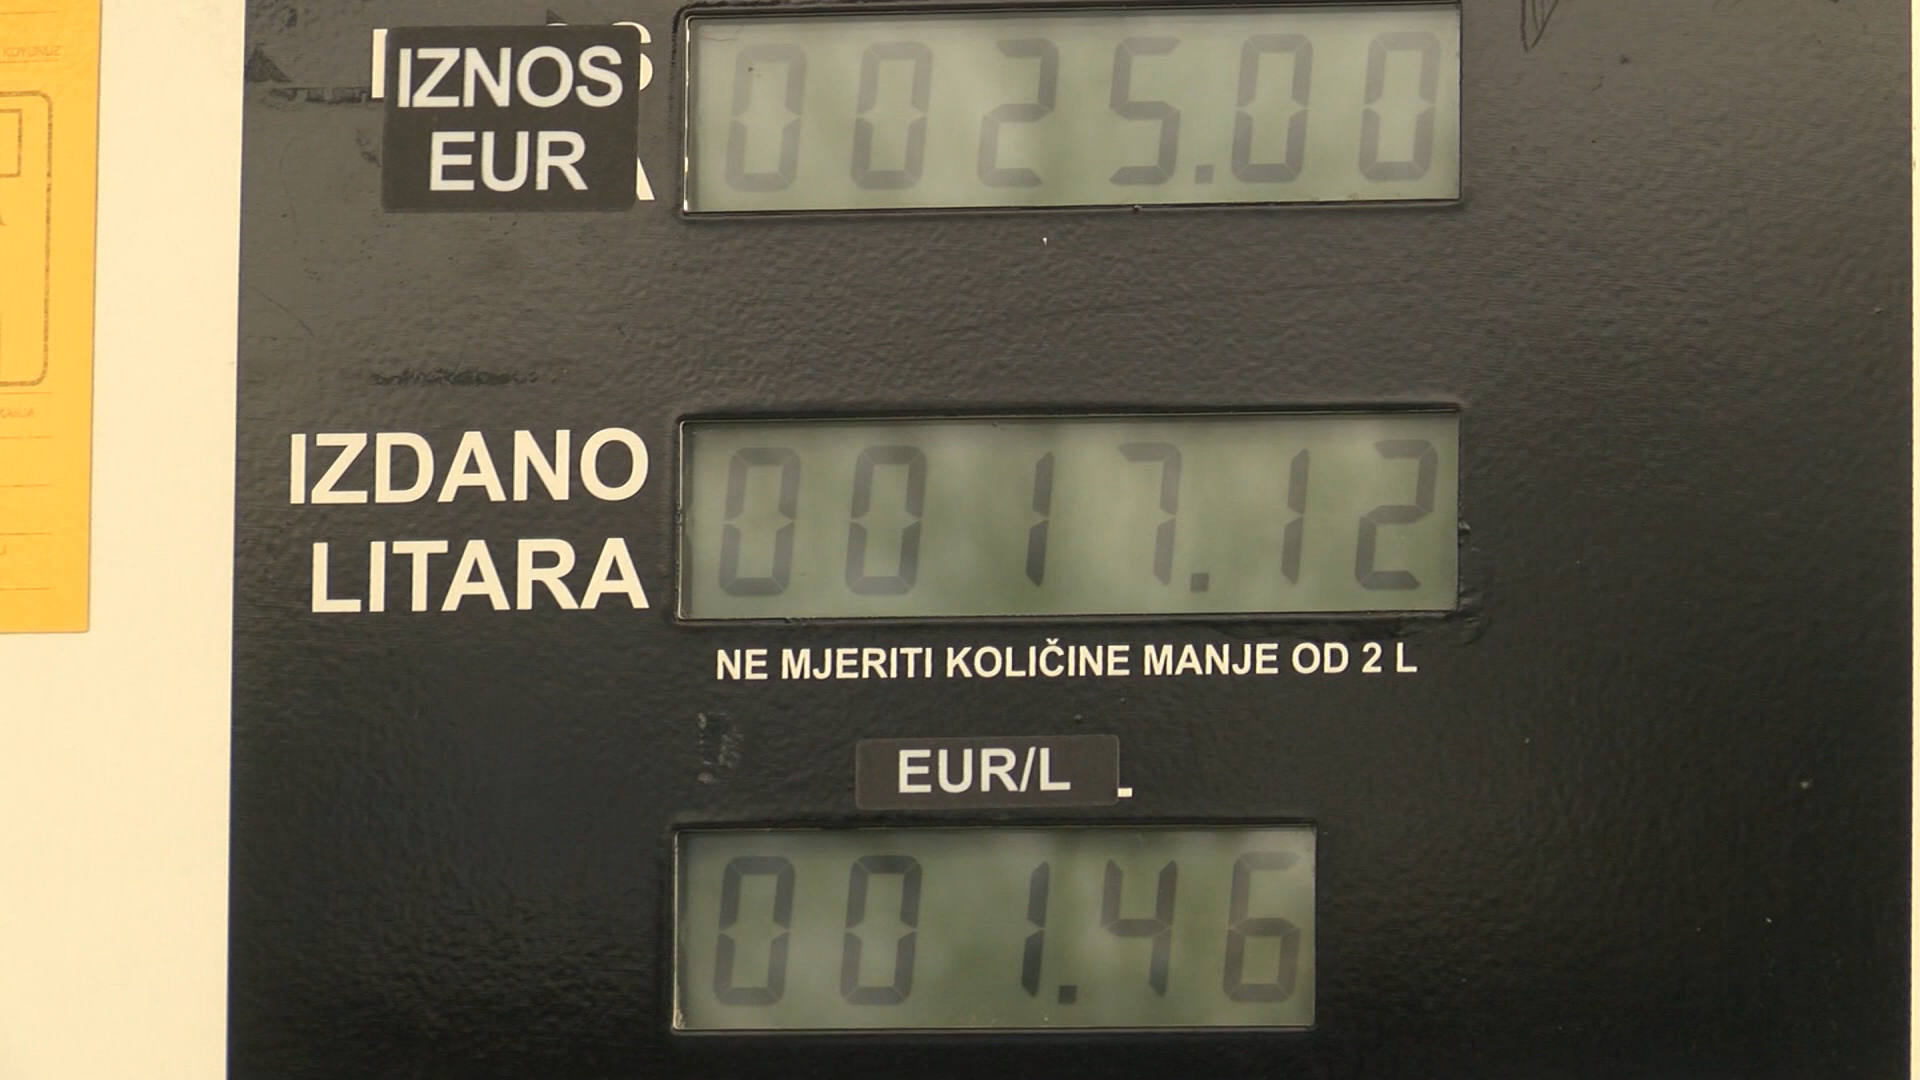 IZNOS
EUR
0025.00
IZDANO
LITARA
0017.12
NE MJERITI KOLIČINE MANJE OD 2 L
EUR/L
001.46